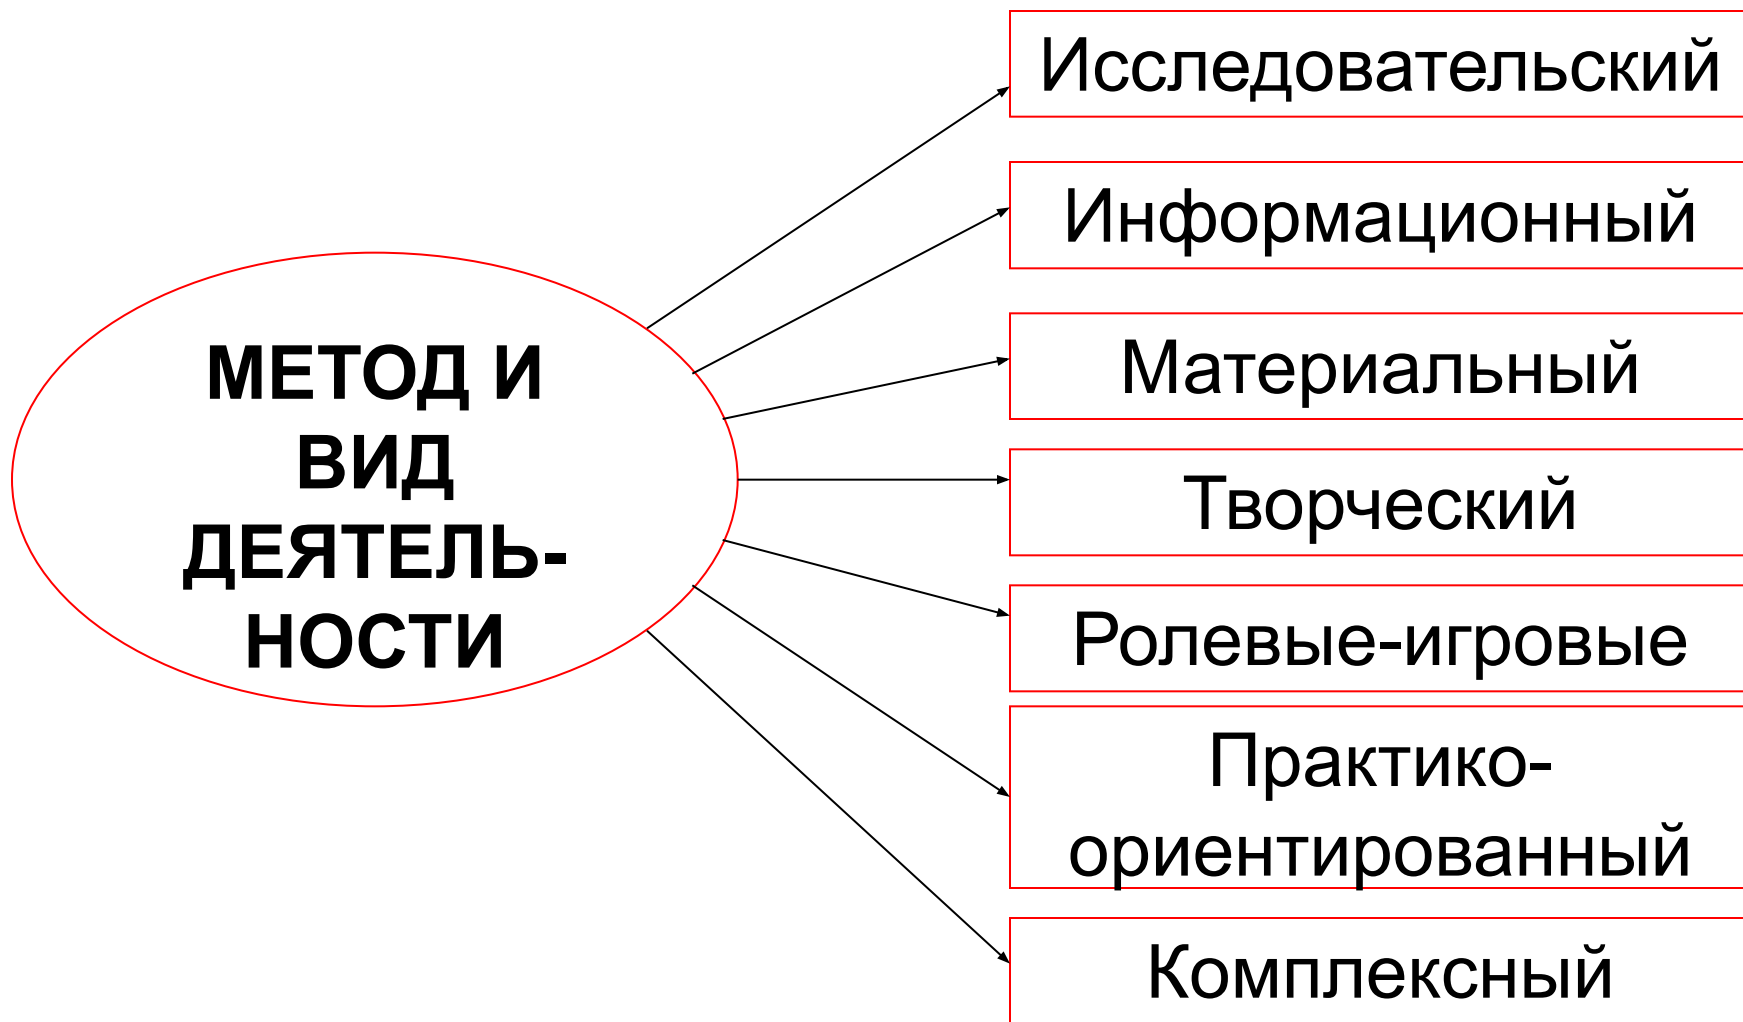 МЕТОД И
ВИД
ДЕЯТЕЛЬ-
НОСТИ
Исследовательский
Информационный
Материальный
Творческий
Ролевые-игровые
Практико-
ориентированный
Комплексный